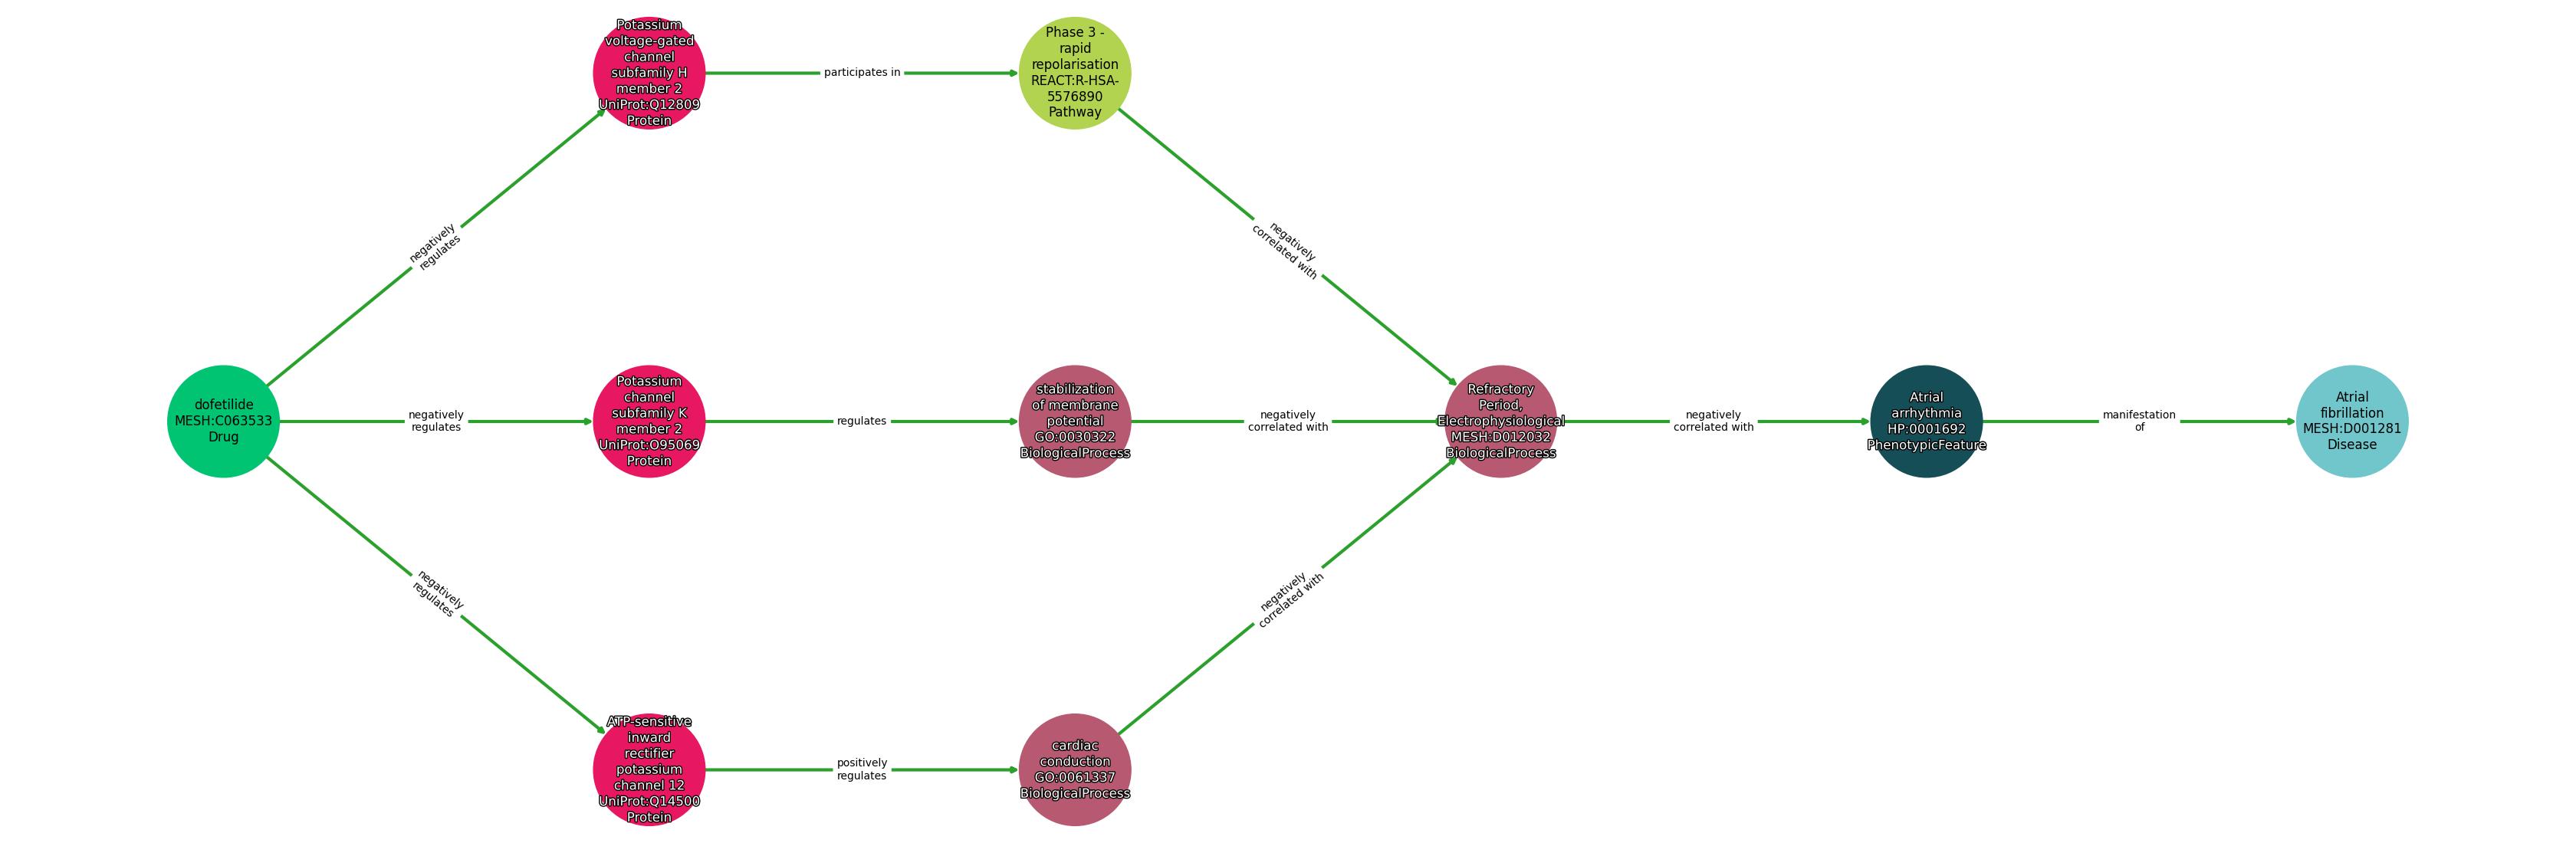 Potassium
voltage-gated
channel
subfamily H
member 2
UniProt:Q12809
Protein
participates in
Phase 3 -
rapid
repolarisation
REACT:R-HSA-
5576890
Pathway
negatively
regulates
negatively
correlated with
dofetilide
MESH:C063533
Drug
negatively
regulates
Potassium
channel
subfamily K
member 2
UniProt:O95069
Protein
regulates
stabilization
of membrane
potential
GO:0030322
BiologicalProcess
negatively
correlated with
Refractory
Period,
Electrophysiological
MESH:D012032
BiologicalProcess
negatively
correlated with
Atrial
arrhythmia
HP:0001692
PhenotypicFeature
manifestation
of
Atrial
fibrillation
MESH:D001281
Disease
negatively
regulates
negatively
correlated with
ATP-sensitive
inward
rectifier
potassium
channel 12
UniProt:Q14500
Protein
positively
regulates
cardiac
conduction
GO:0061337
BiologicalProcess